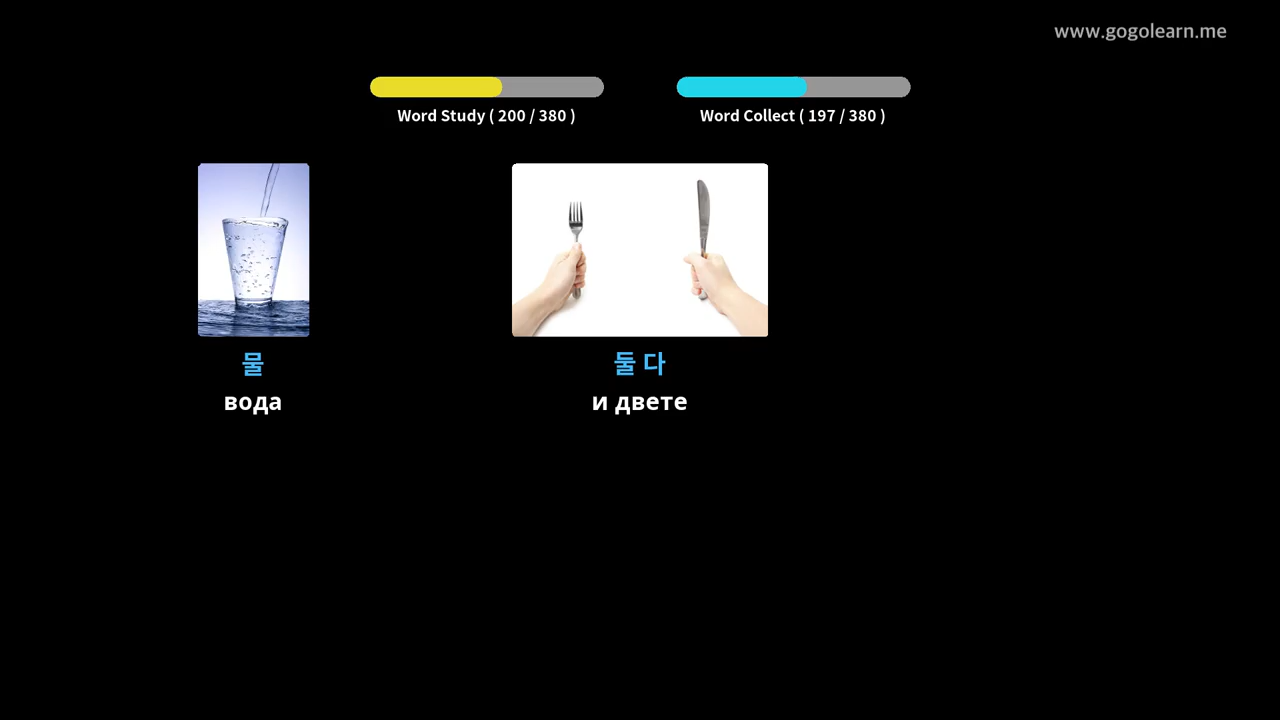 www.gogolearn.me
Word Study ( 200 / 380 )
Word Collect ( 197 / 380 )
물
вода
둘 다
и двете